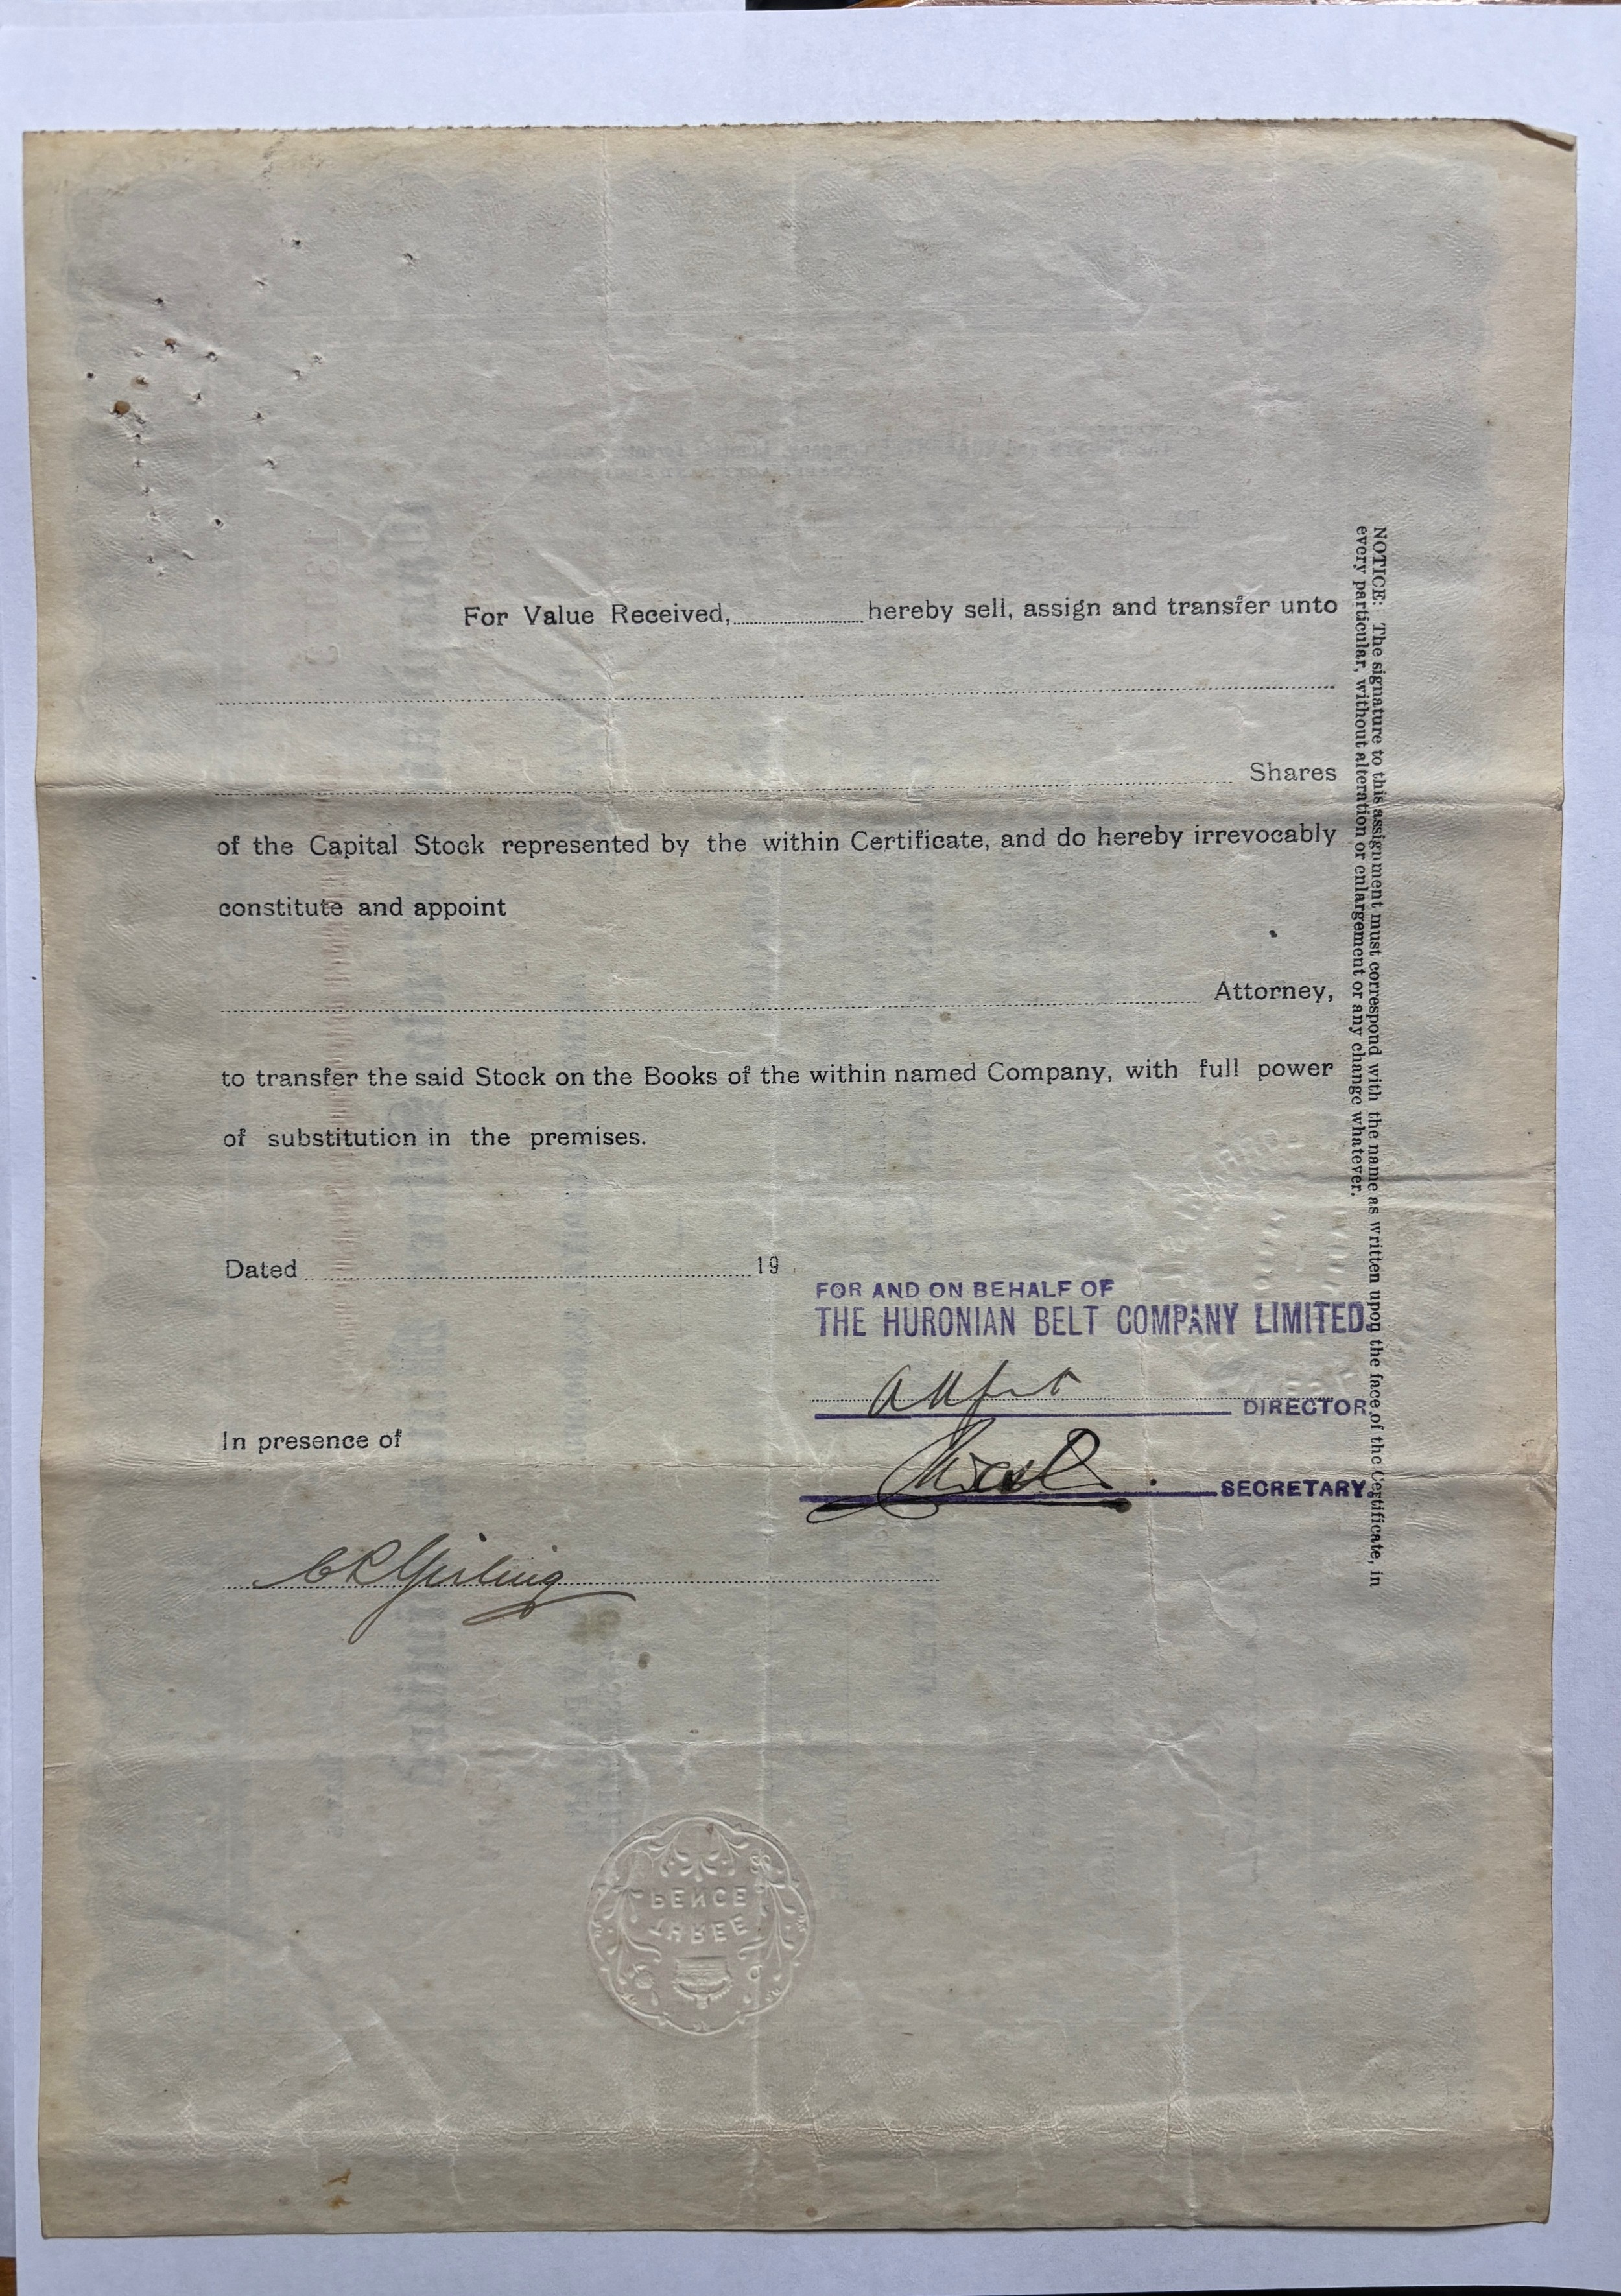 For Value Received, hereby sell, assign and transfer unto
Shares
of the Capital Stock represented by the within Certificate, and do hereby irrevocably
constitute and appoint
Attorney,
to transfer the said Stock on the Books of the within named Company, with full power
of substitution in the premises.
Dated 19
FOR AND ON BEHALF OF
THE HURONIAN BELT COMPANY LIMITED.
DIRECTOR.
In presence of
SECRETARY.
C R Girling
NOTICE: The signature to this assignment must correspond with the name as written upon the face of the Certificate, in
every particular, without alteration or enlargement or any change whatever.
THREE
PENCE